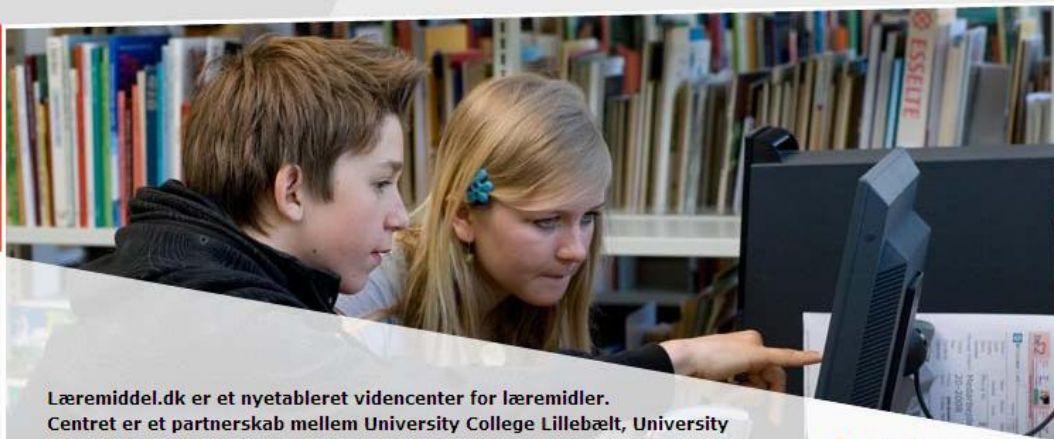 ESSELTE
Læremiddel.dk er et nyetableret videncenter for læremidler.
Centret er et partnerskab mellem University College Lillebælt, University